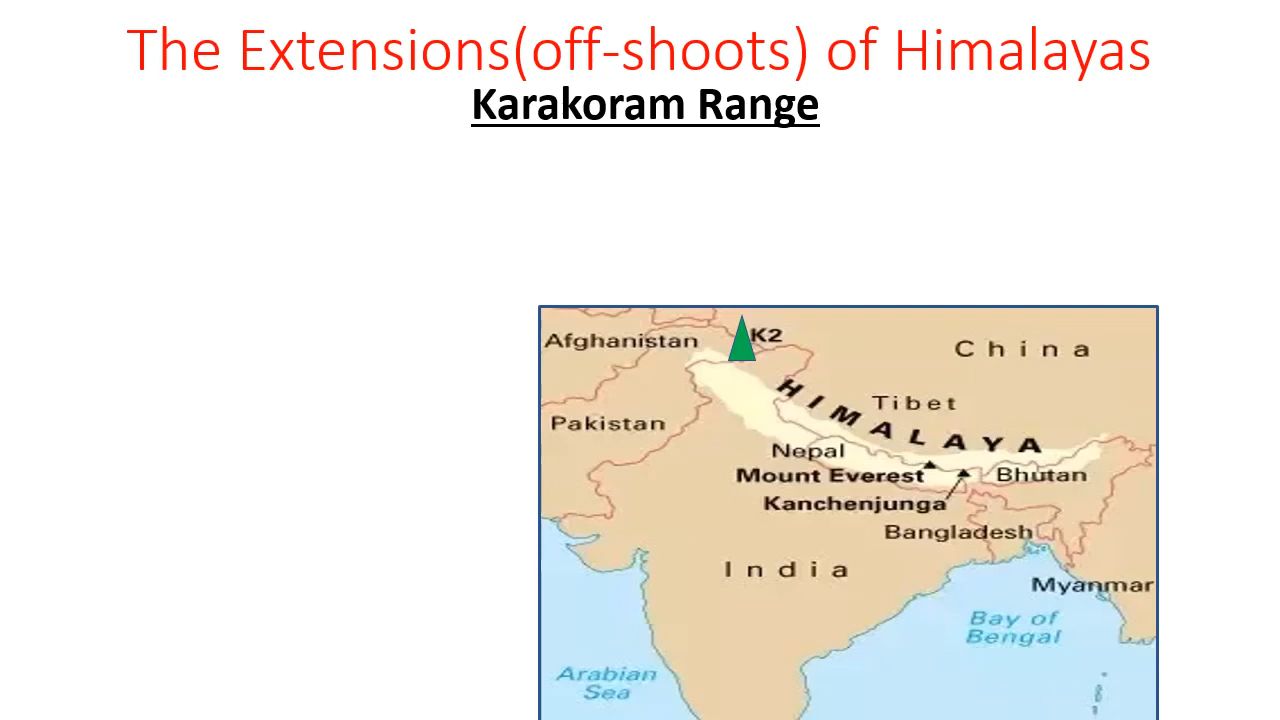 The Extensions(off-shoots) of Himalayas
Karakoram Range
K2
Afghanistan
China
Tibet
HIMALAYA
Pakistan
Nepal
Mount Everest
Bhutan
Kanchenjunga
Bangladesh
India
Myanmar
Bay of
Bengal
Arabian
Sea